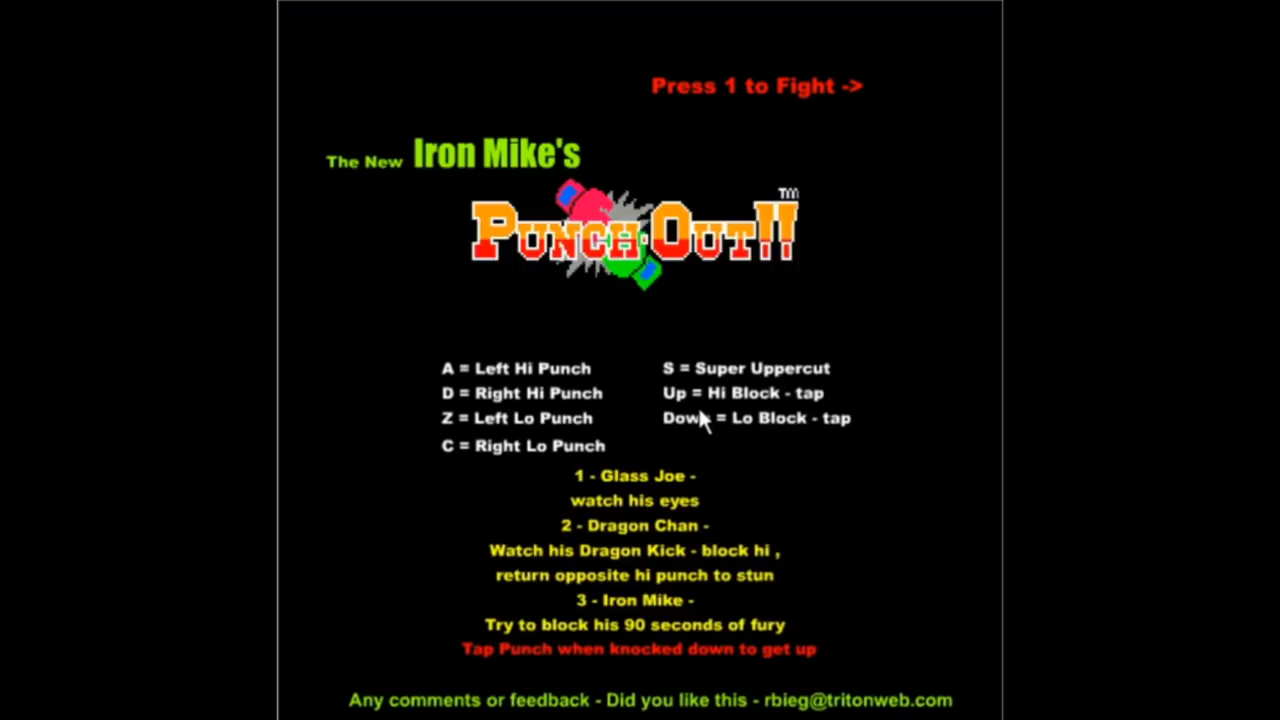 Press 1 to Fight ->
The New Iron Mike's
PUNCH-OUT!! TM
A = Left Hi Punch
D = Right Hi Punch
Z = Left Lo Punch
C = Right Lo Punch
S = Super Uppercut
Up = Hi Block - tap
Down = Lo Block - tap
1 - Glass Joe -
watch his eyes
2 - Dragon Chan -
Watch his Dragon Kick - block hi ,
return opposite hi punch to stun
3 - Iron Mike -
Try to block his 90 seconds of fury
Tap Punch when knocked down to get up
Any comments or feedback - Did you like this - rbieg@tritonweb.com